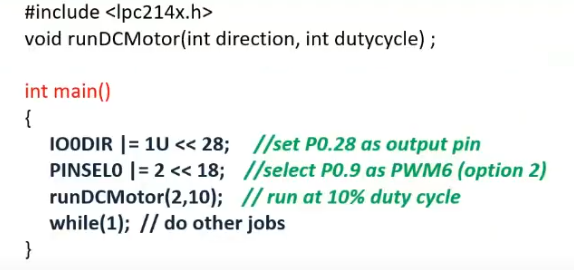 #include <lpc214x.h>
void runDCMotor(int direction, int dutycycle) ;
int main()
{
IO0DIR |= 1U << 28; //set P0.28 as output pin
PINSEL0 |= 2 << 18; //select P0.9 as PWM6 (option 2)
runDCMotor(2,10); // run at 10% duty cycle
while(1); // do other jobs
}